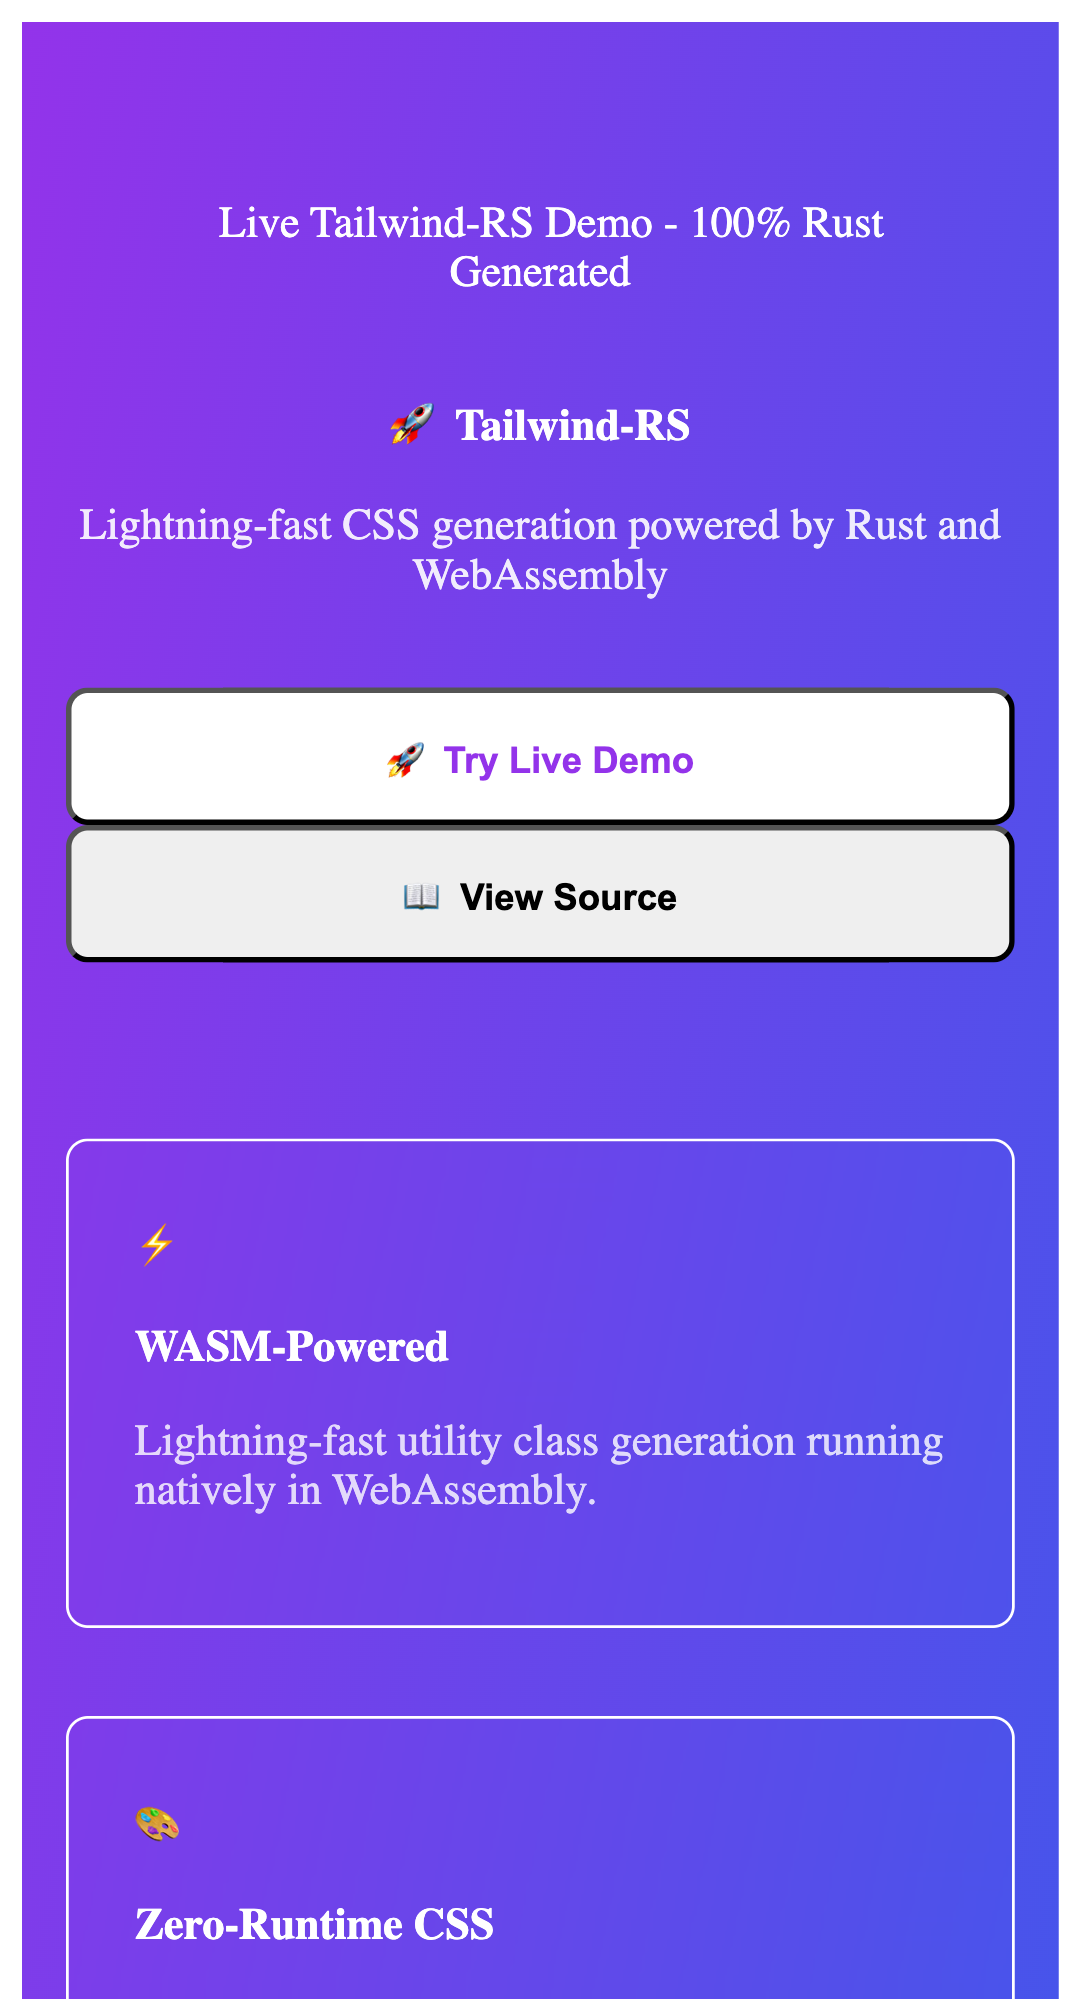 Live Tailwind-RS Demo - 100% Rust
Generated
🚀 Tailwind-RS
Lightning-fast CSS generation powered by Rust and
WebAssembly
🚀 Try Live Demo
📖 View Source
⚡
WASM-Powered
Lightning-fast utility class generation running
natively in WebAssembly.
🎨
Zero-Runtime CSS